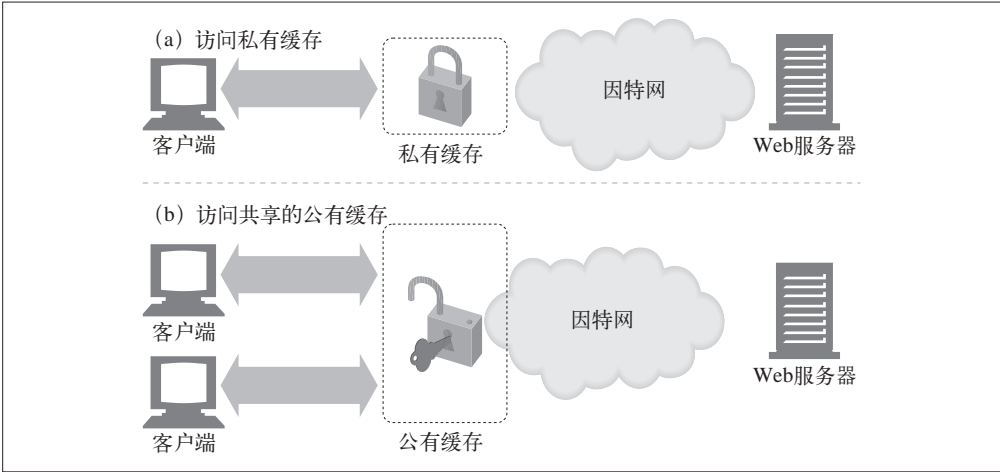 （a）访问私有缓存
因特网
客户端
私有缓存
Web服务器
（b）访问共享的公有缓存
客户端
因特网
Web服务器
客户端
公有缓存